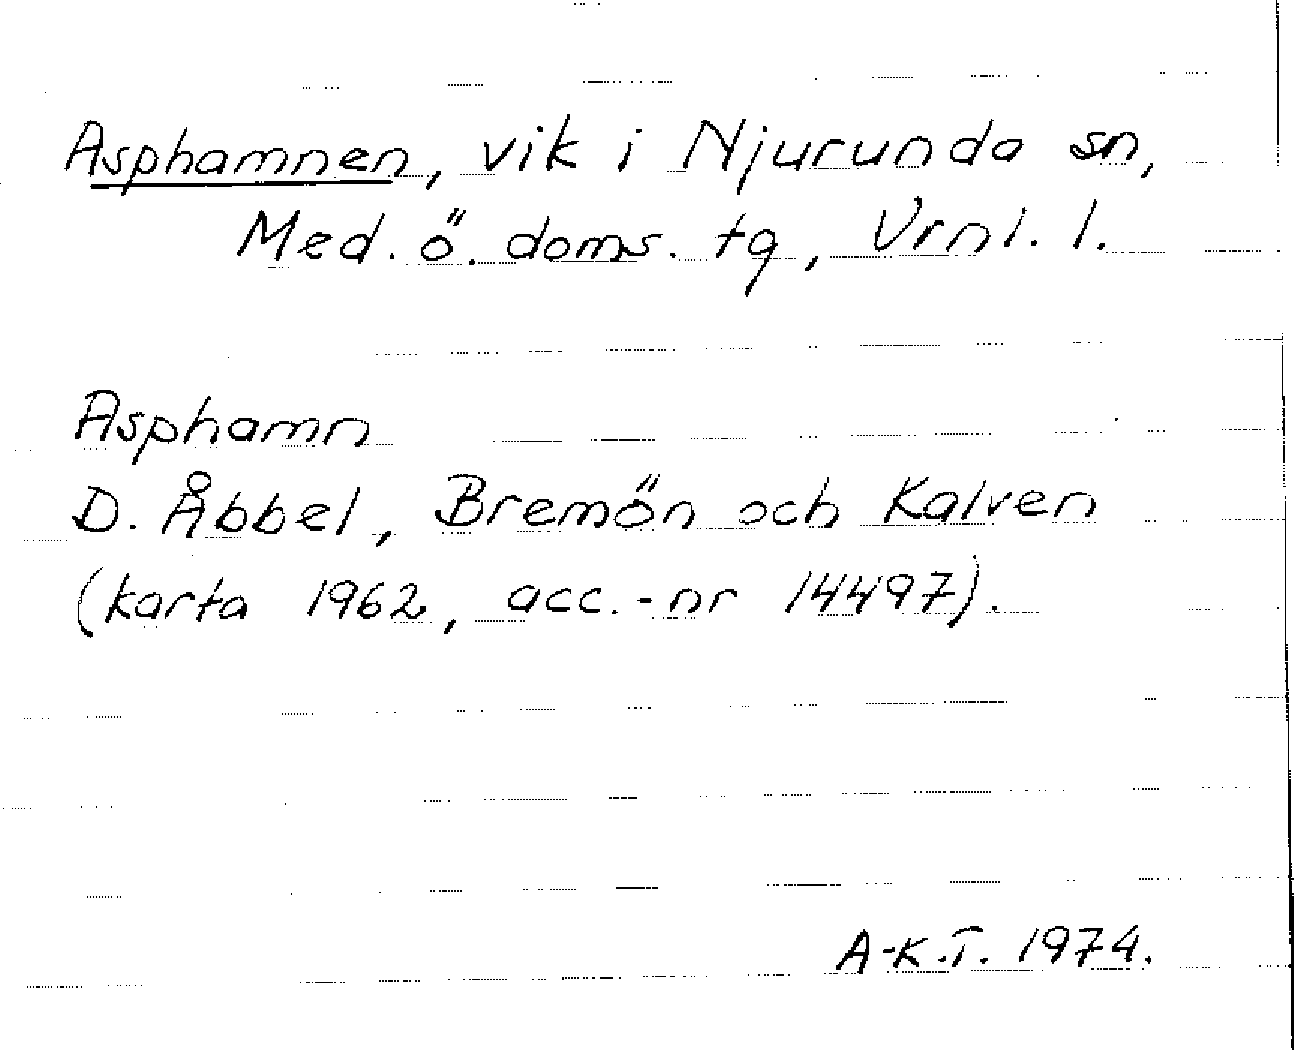 Asphamnen, vik i Njurunda sn,
Med. ö. doms. tg, Vrnl. l.
Asphamn
D. Åbbel, Bremön och Kalven
(karta 1962, acc.-nr 14497).
A-K.T. 1974.